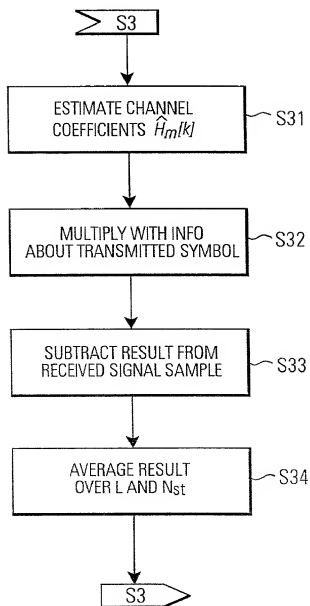 S3
ESTIMATE CHANNEL
COEFFICIENTS Ĥm[k]
S31
MULTIPLY WITH INFO
ABOUT TRANSMITTED SYMBOL
S32
SUBTRACT RESULT FROM
RECEIVED SIGNAL SAMPLE
S33
AVERAGE RESULT
OVER L AND Nst
S34
S3